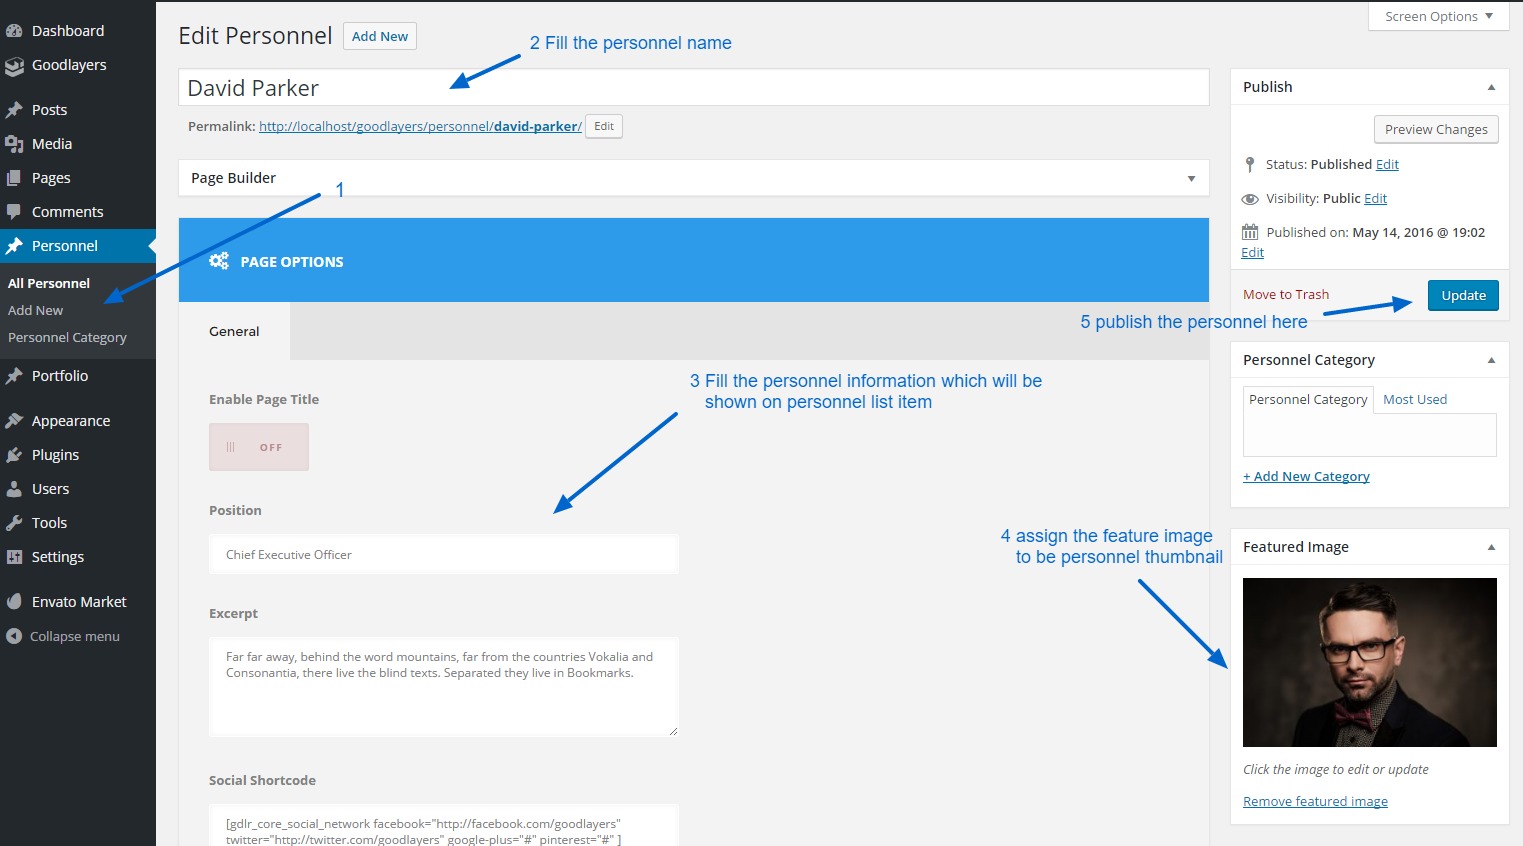 Dashboard
Goodlayers
Posts
Media
Pages
Comments
Personnel
All Personnel
Add New
Personnel Category
Portfolio
Appearance
Plugins
Users
Tools
Settings
Envato Market
Collapse menu
Screen Options
Edit Personnel Add New
2 Fill the personnel name
David Parker
Permalink: http://localhost/goodlayers/personnel/david-parker/ Edit
Page Builder
1
PAGE OPTIONS
General
3 Fill the personnel information which will be
shown on personnel list item
Enable Page Title
OFF
Position
Chief Executive Officer
Excerpt
Far far away, behind the word mountains, far from the countries Vokalia and
Consonantia, there live the blind texts. Separated they live in Bookmarks.
Social Shortcode
[gdlr_core_social_network facebook="http://facebook.com/goodlayers"
twitter="http://twitter.com/goodlayers" google-plus="#" pinterest="#" ]
Publish
Preview Changes
Status: Published Edit
Visibility: Public Edit
Published on: May 14, 2016 @ 19:02
Edit
Move to Trash Update
5 publish the personnel here
Personnel Category
Personnel Category Most Used
+ Add New Category
4 assign the feature image
to be personnel thumbnail
Featured Image
Click the image to edit or update
Remove featured image